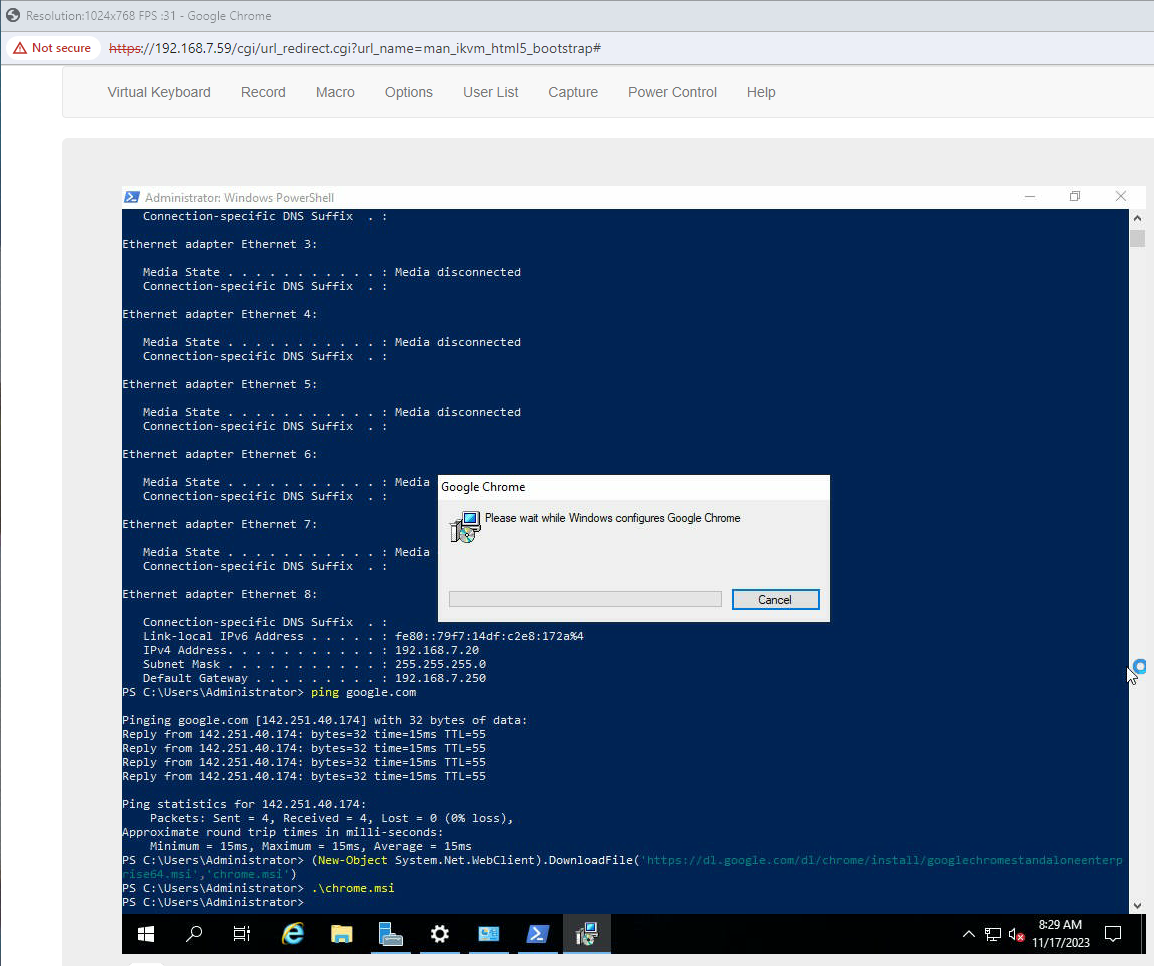 Resolution:1024x768 FPS :31 - Google Chrome
Not secure https://192.168.7.59/cgi/url_redirect.cgi?url_name=man_ikvm_html5_bootstrap#
Virtual Keyboard Record Macro Options User List Capture Power Control Help
Administrator: Windows PowerShell
Connection-specific DNS Suffix  . :
Ethernet adapter Ethernet 3:
Media State . . . . . . . . . . . : Media disconnected
Connection-specific DNS Suffix  . :
Ethernet adapter Ethernet 4:
Media State . . . . . . . . . . . : Media disconnected
Connection-specific DNS Suffix  . :
Ethernet adapter Ethernet 5:
Media State . . . . . . . . . . . : Media disconnected
Connection-specific DNS Suffix  . :
Ethernet adapter Ethernet 6:
Media State . . . . . . . . . . . : Media
Connection-specific DNS Suffix  . :
Ethernet adapter Ethernet 7:
Media State . . . . . . . . . . . : Media
Connection-specific DNS Suffix  . :
Ethernet adapter Ethernet 8:
Connection-specific DNS Suffix  . :
Link-local IPv6 Address . . . . . : fe80::79f7:14df:c2e8:172a%4
IPv4 Address. . . . . . . . . . . : 192.168.7.20
Subnet Mask . . . . . . . . . . . : 255.255.255.0
Default Gateway . . . . . . . . . : 192.168.7.250
PS C:\Users\Administrator> ping google.com
Pinging google.com [142.251.40.174] with 32 bytes of data:
Reply from 142.251.40.174: bytes=32 time=15ms TTL=55
Reply from 142.251.40.174: bytes=32 time=15ms TTL=55
Reply from 142.251.40.174: bytes=32 time=15ms TTL=55
Reply from 142.251.40.174: bytes=32 time=15ms TTL=55
Ping statistics for 142.251.40.174:
Packets: Sent = 4, Received = 4, Lost = 0 (0% loss),
Approximate round trip times in milli-seconds:
Minimum = 15ms, Maximum = 15ms, Average = 15ms
PS C:\Users\Administrator> (New-Object System.Net.WebClient).DownloadFile('https://dl.google.com/dl/chrome/install/googlechromestandaloneenterp
rise64.msi','chrome.msi')
PS C:\Users\Administrator> .\chrome.msi
PS C:\Users\Administrator>
Google Chrome
Please wait while Windows configures Google Chrome
Cancel
8:29 AM
11/17/2023